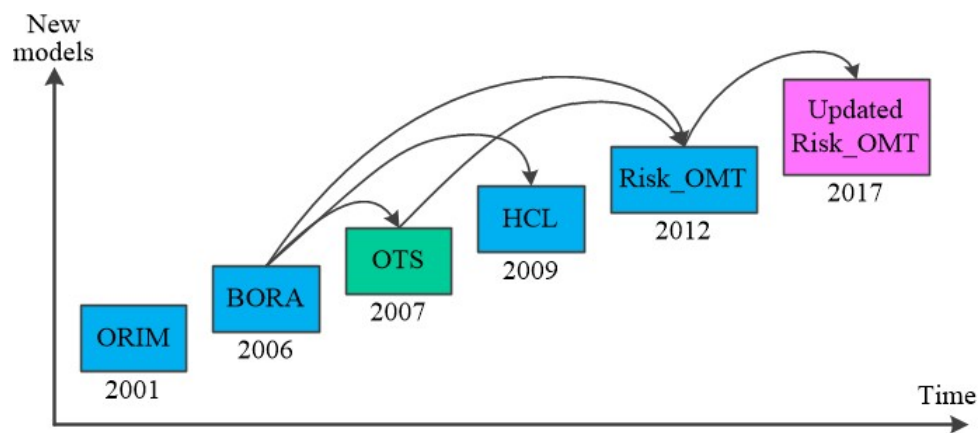 New
models
Updated
Risk_OMT
2017
Risk_OMT
2012
HCL
2009
OTS
2007
BORA
2006
ORIM
2001
Time